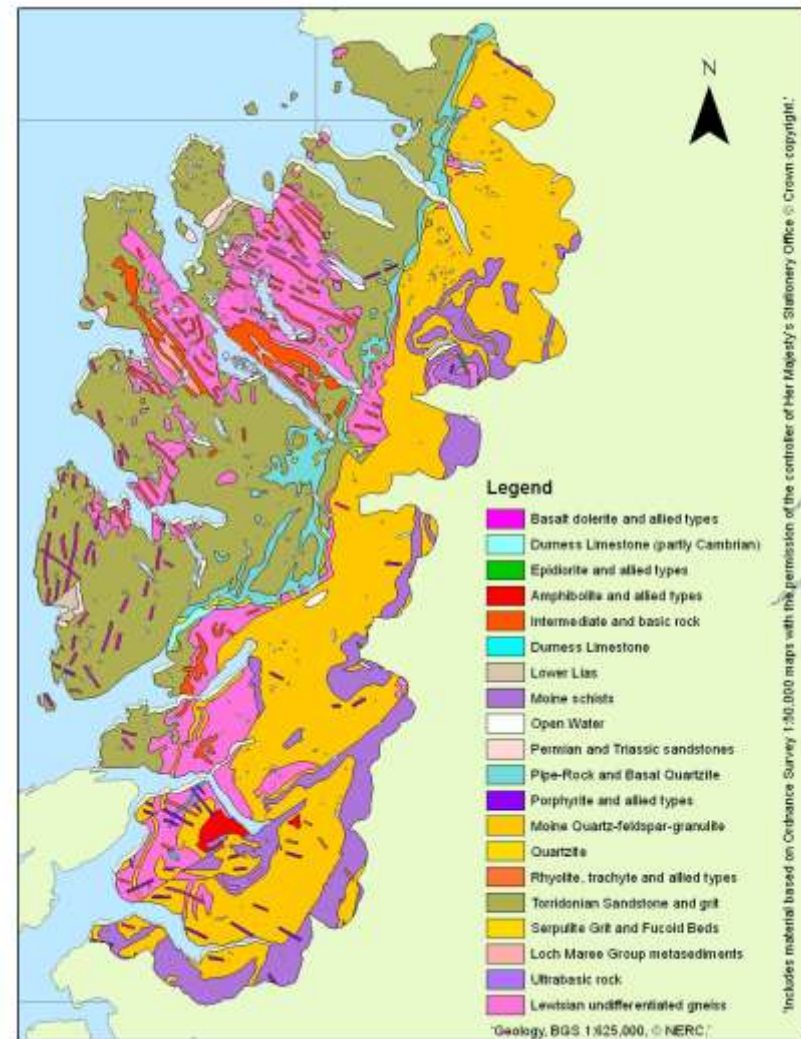 N
Legend
Basalt dolerite and allied types
Durness Limestone (partly Cambrian)
Epidiorite and allied types
Amphibolite and allied types
Intermediate and basic rock
Durness Limestone
Lower Lias
Moine schists
Open Water
Permian and Triassic sandstones
Pipe-Rock and Basal Quartzite
Porphyrite and allied types
Moine Quartz-feldspar-granulite
Quartzite
Rhyolite, trachyte and allied types
Torridonian Sandstone and grit
Serpulite Grit and Fucoid Beds
Loch Maree Group metasediments
Ultrabasic rock
Lewisian undifferentiated gneiss
'Geology, BGS 1:625,000, © NERC.'
'Includes material based on Ordnance Survey 1:50,000 maps with the permission of the controller of Her Majesty's Stationery Office © Crown copyright.'